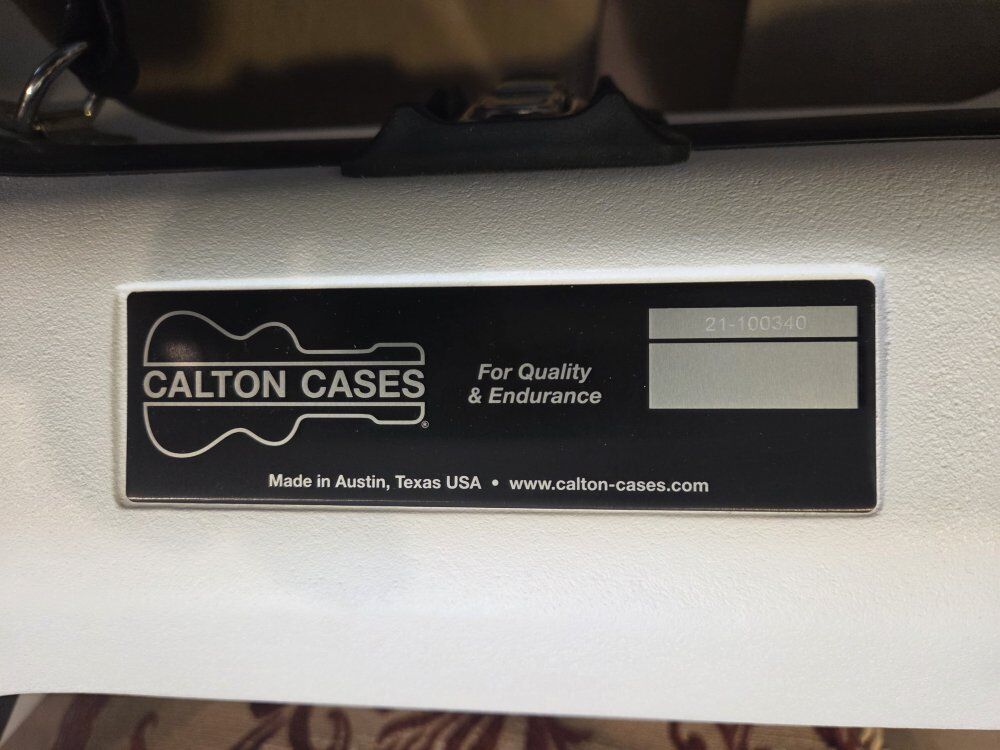 CALTON CASES®
For Quality
& Endurance
21-100340
Made in Austin, Texas USA • www.calton-cases.com